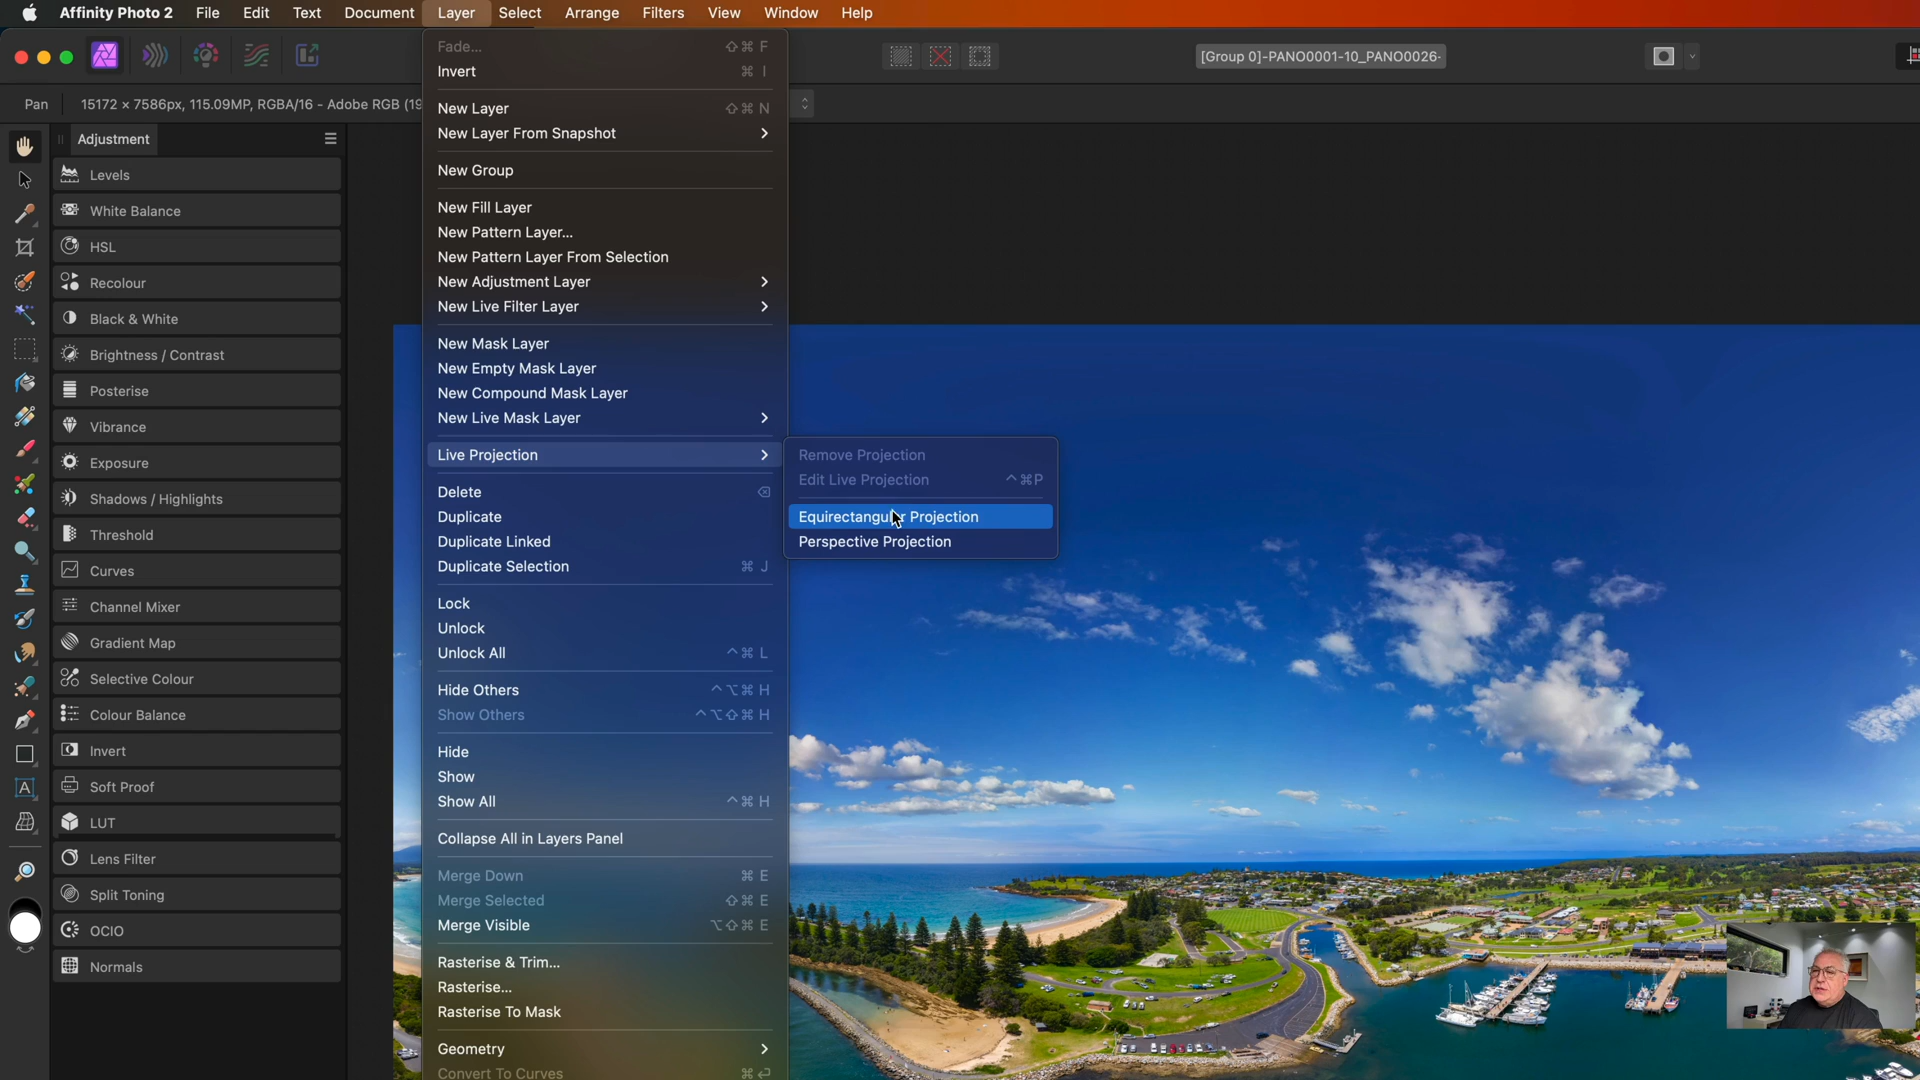 Affinity Photo 2 File Edit Text Document Layer Select Arrange Filters View Window Help
[Group 0]-PANO0001-10_PANO0026-
Pan 15172 × 7586px, 115.09MP, RGBA/16 - Adobe RGB (19
Adjustment
Levels
White Balance
HSL
Recolour
Black & White
Brightness / Contrast
Posterise
Vibrance
Exposure
Shadows / Highlights
Threshold
Curves
Channel Mixer
Gradient Map
Selective Colour
Colour Balance
Invert
Soft Proof
LUT
Lens Filter
Split Toning
OCIO
Normals
Fade... ⇧⌘ F
Invert ⌘ I
New Layer ⇧⌘ N
New Layer From Snapshot
New Group
New Fill Layer
New Pattern Layer...
New Pattern Layer From Selection
New Adjustment Layer
New Live Filter Layer
New Mask Layer
New Empty Mask Layer
New Compound Mask Layer
New Live Mask Layer
Live Projection
Delete ⌫
Duplicate
Duplicate Linked
Duplicate Selection ⌘ J
Lock
Unlock
Unlock All ^⌘ L
Hide Others ^⌥⌘ H
Show Others ^⌥⇧⌘ H
Hide
Show
Show All ^⌘ H
Collapse All in Layers Panel
Merge Down ⌘ E
Merge Selected ⇧⌘ E
Merge Visible ⌥⇧⌘ E
Rasterise & Trim...
Rasterise...
Rasterise To Mask
Geometry
Convert To Curves ⌘↩
Remove Projection
Edit Live Projection ^⌘P
Equirectangular Projection
Perspective Projection